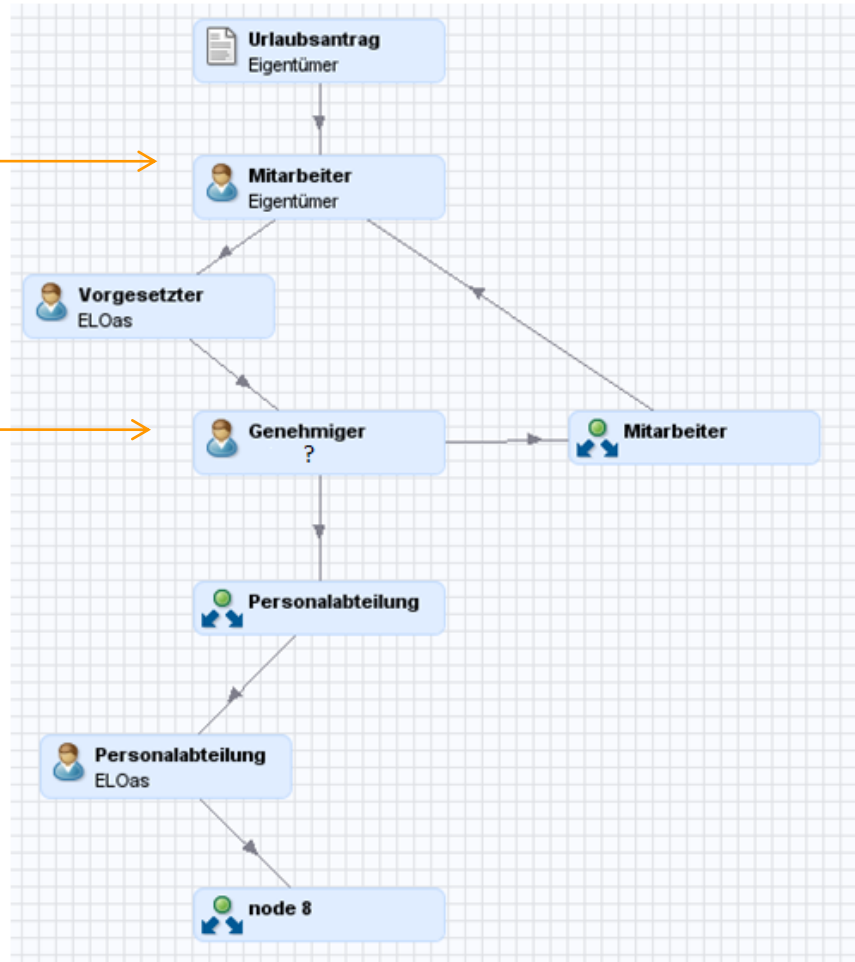 Urlaubsantrag
Eigentümer
Mitarbeiter
Eigentümer
Vorgesetzter
ELOas
Genehmiger
?
Mitarbeiter
Personalabteilung
Personalabteilung
ELOas
node 8